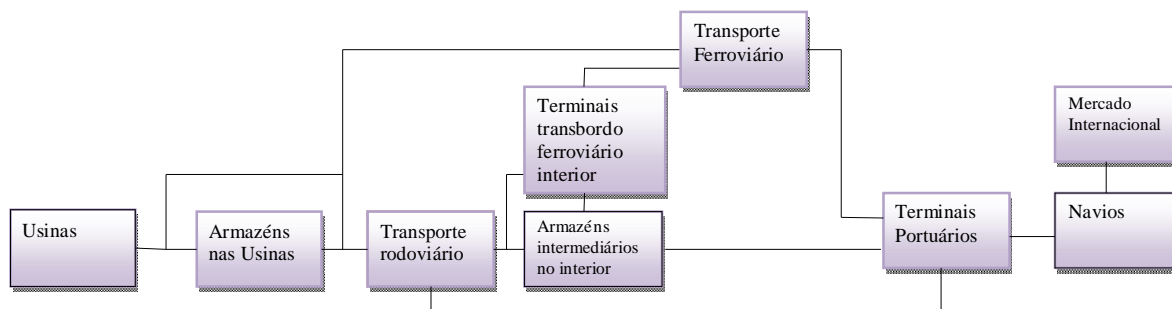 Transporte
Ferroviário
Terminais
transbordo
ferroviário
interior
Mercado
Internacional
Usinas
Armazéns
nas Usinas
Transporte
rodoviário
Armazéns
intermediários
no interior
Terminais
Portuários
Navios